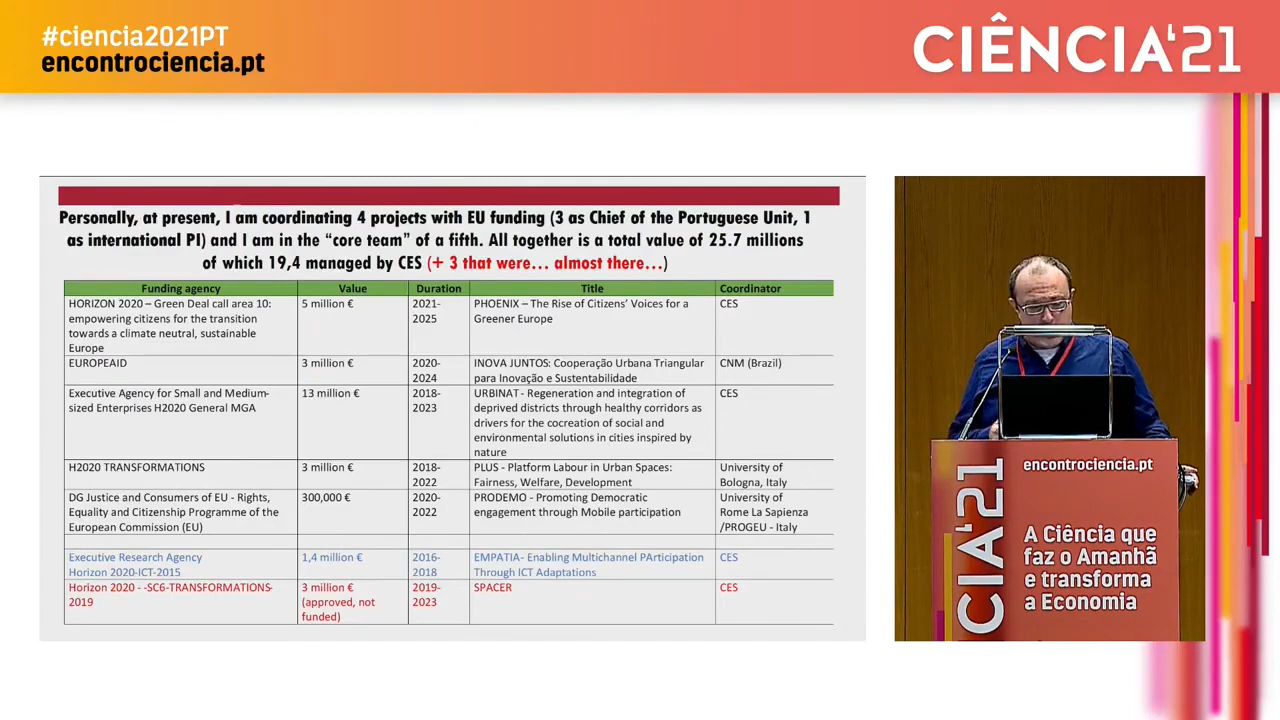 #ciencia2021PT
encontrociencia.pt
CIÊNCIA'21
Personally, at present, I am coordinating 4 projects with EU funding (3 as Chief of the Portuguese Unit, 1
as international PI) and I am in the “core team” of a fifth. All together is a total value of 25.7 millions
of which 19,4 managed by CES (+ 3 that were... almost there...)
Funding agency Value Duration Title Coordinator
HORIZON 2020 – Green Deal call area 10:
empowering citizens for the transition
towards a climate neutral, sustainable
Europe
5 million €
2021-
2025
PHOENIX – The Rise of Citizens’ Voices for a
Greener Europe
CES
EUROPEAID
3 million €
2020-
2024
INOVA JUNTOS: Cooperação Urbana Triangular
para Inovação e Sustentabilidade
CNM (Brazil)
Executive Agency for Small and Medium-
sized Enterprises H2020 General MGA
13 million €
2018-
2023
URBINAT - Regeneration and integration of
deprived districts through healthy corridors as
drivers for the cocreation of social and
environmental solutions in cities inspired by
nature
CES
H2020 TRANSFORMATIONS
3 million €
2018-
2022
PLUS - Platform Labour in Urban Spaces:
Fairness, Welfare, Development
University of
Bologna, Italy
DG Justice and Consumers of EU - Rights,
Equality and Citizenship Programme of the
European Commission (EU)
300,000 €
2020-
2022
PRODEMO - Promoting Democratic
engagement through Mobile participation
University of
Rome La Sapienza
/PROGEU - Italy
Executive Research Agency
Horizon 2020-ICT-2015
1,4 million €
2016-
2018
EMPATIA- Enabling Multichannel PArticipation
Through ICT Adaptations
CES
Horizon 2020 - -SC6-TRANSFORMATIONS-
2019
3 million €
(approved, not
funded)
2019-
2023
SPACER
CES
encontrociencia.pt
CIA'21
A Ciência que
faz o Amanhã
e transforma
a Economia